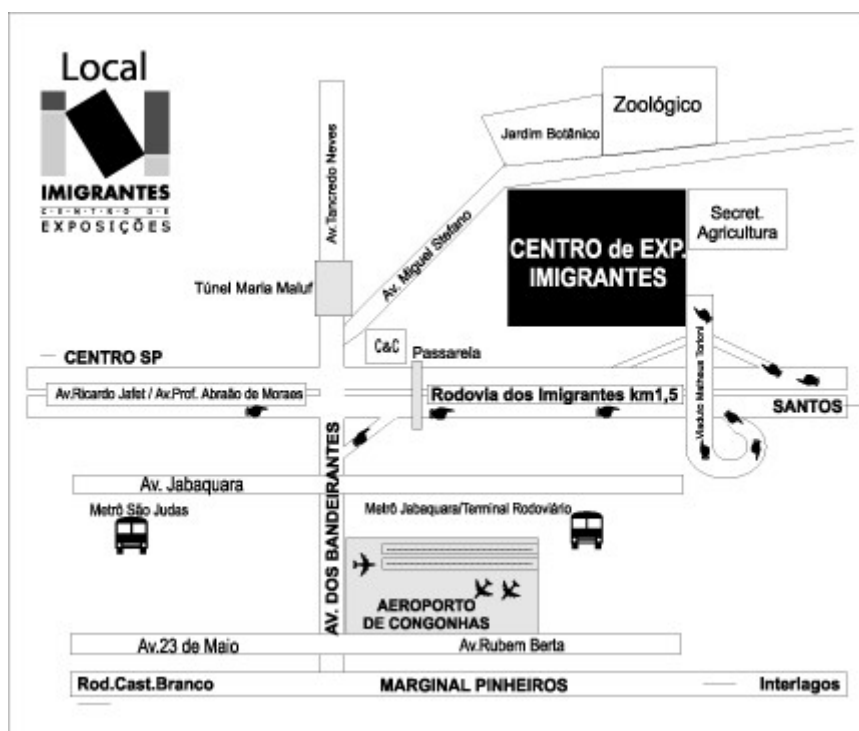 Local
IMIGRANTES
C·E·N·T·R·O D·E
EXPOSIÇÕES
Zoológico
Jardim Botânico
Av.Tancredo Neves
Av. Miguel Stefano
CENTRO de EXP.
IMIGRANTES
Secret.
Agricultura
Túnel Maria Maluf
C&C
Passarela
CENTRO SP
Av.Ricardo Jafet / Av.Prof. Abraão de Moraes
Rodovia dos Imigrantes km1,5
Viaduto Matheus Torloni
SANTOS
Av. Jabaquara
Metrô São Judas
Metrô Jabaquara/Terminal Rodoviário
AV. DOS BANDEIRANTES
AEROPORTO
DE CONGONHAS
Av.23 de Maio
Av.Rubem Berta
Rod.Cast.Branco
MARGINAL PINHEIROS
Interlagos